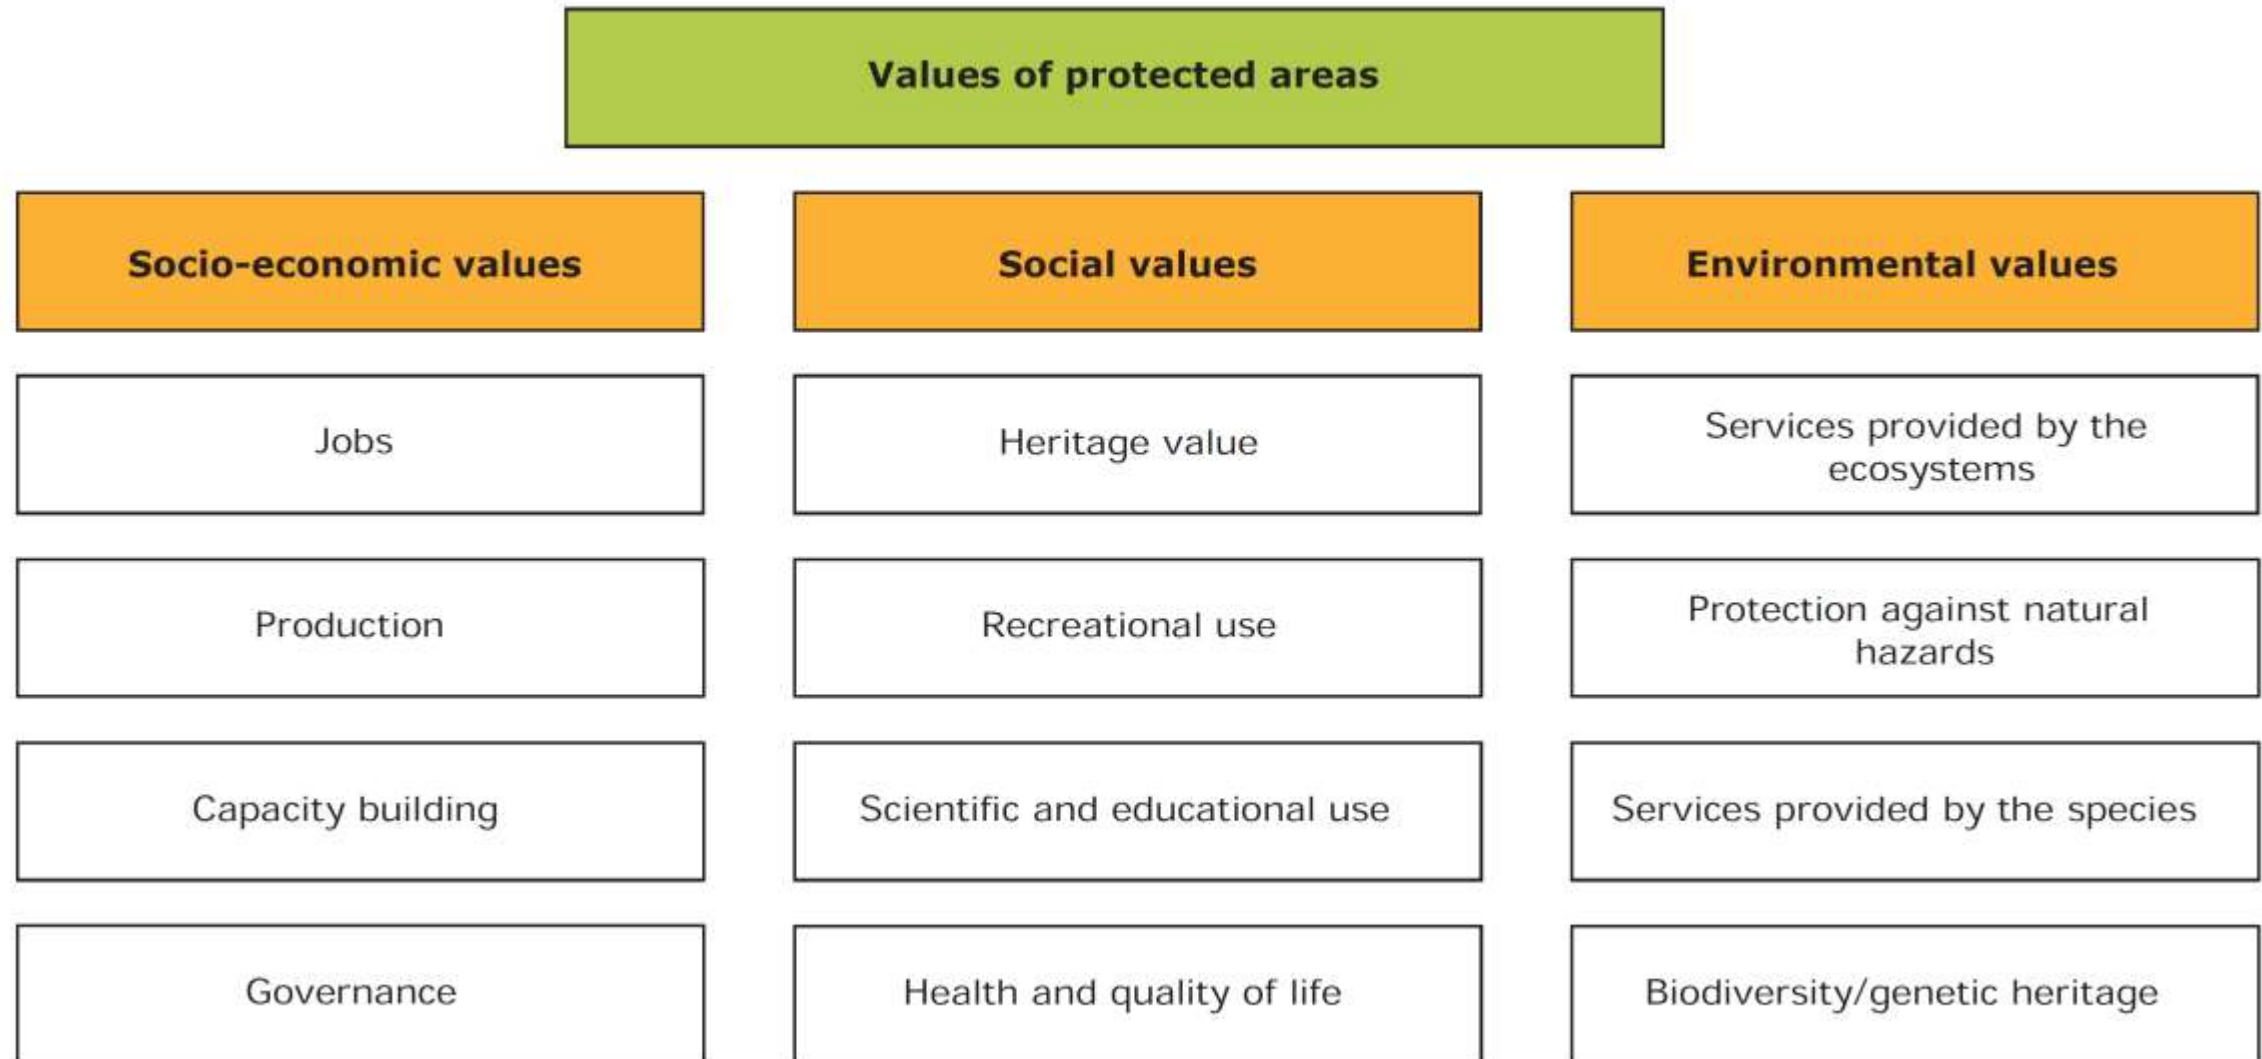 Values of protected areas
Socio-economic values
Social values
Environmental values
Jobs
Heritage value
Services provided by the
ecosystems
Production
Recreational use
Protection against natural
hazards
Capacity building
Scientific and educational use
Services provided by the species
Governance
Health and quality of life
Biodiversity/genetic heritage